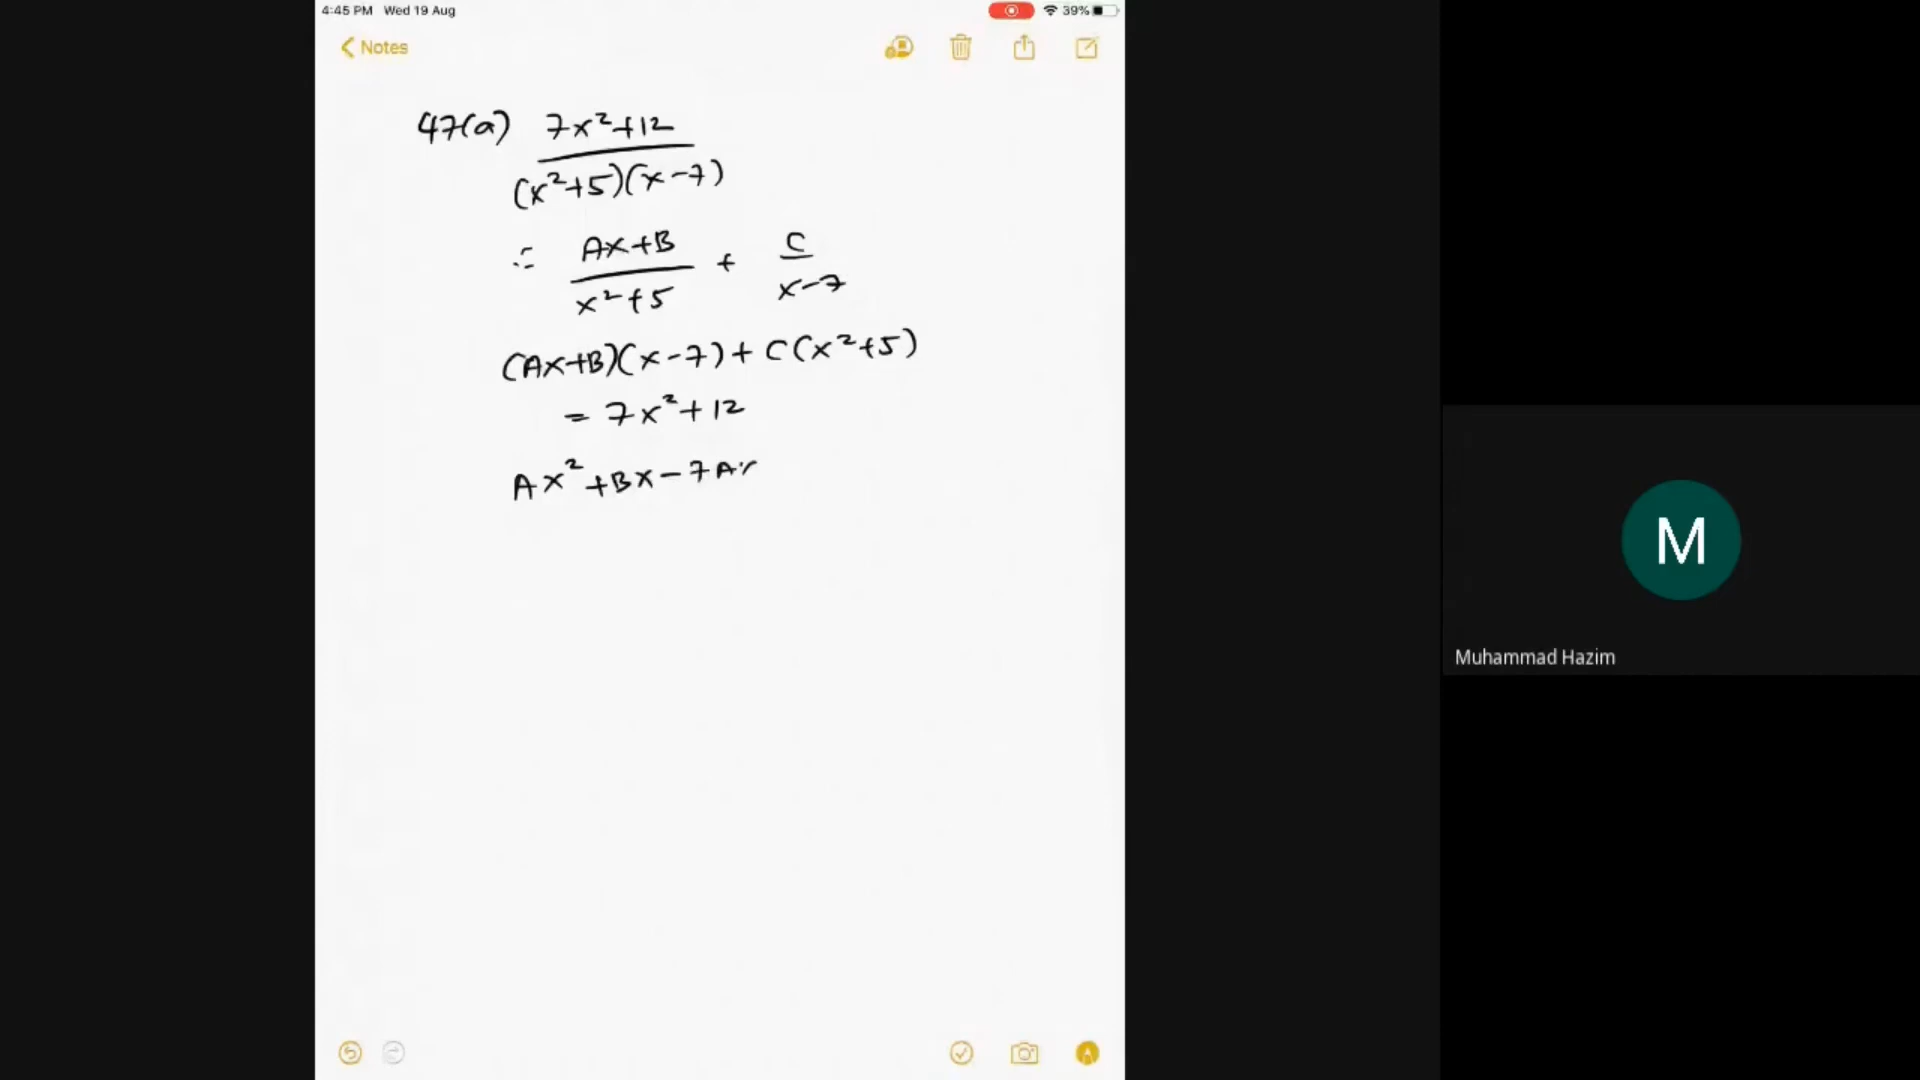 4:45 PM Wed 19 Aug 39%
Notes
47(a) 7x²+12
(x²+5)(x-7)
∴ Ax+B + C
x²+5 x-7
(Ax+B)(x-7)+C(x²+5)
= 7x²+12
Ax²+Bx-7Ax
M
Muhammad Hazim